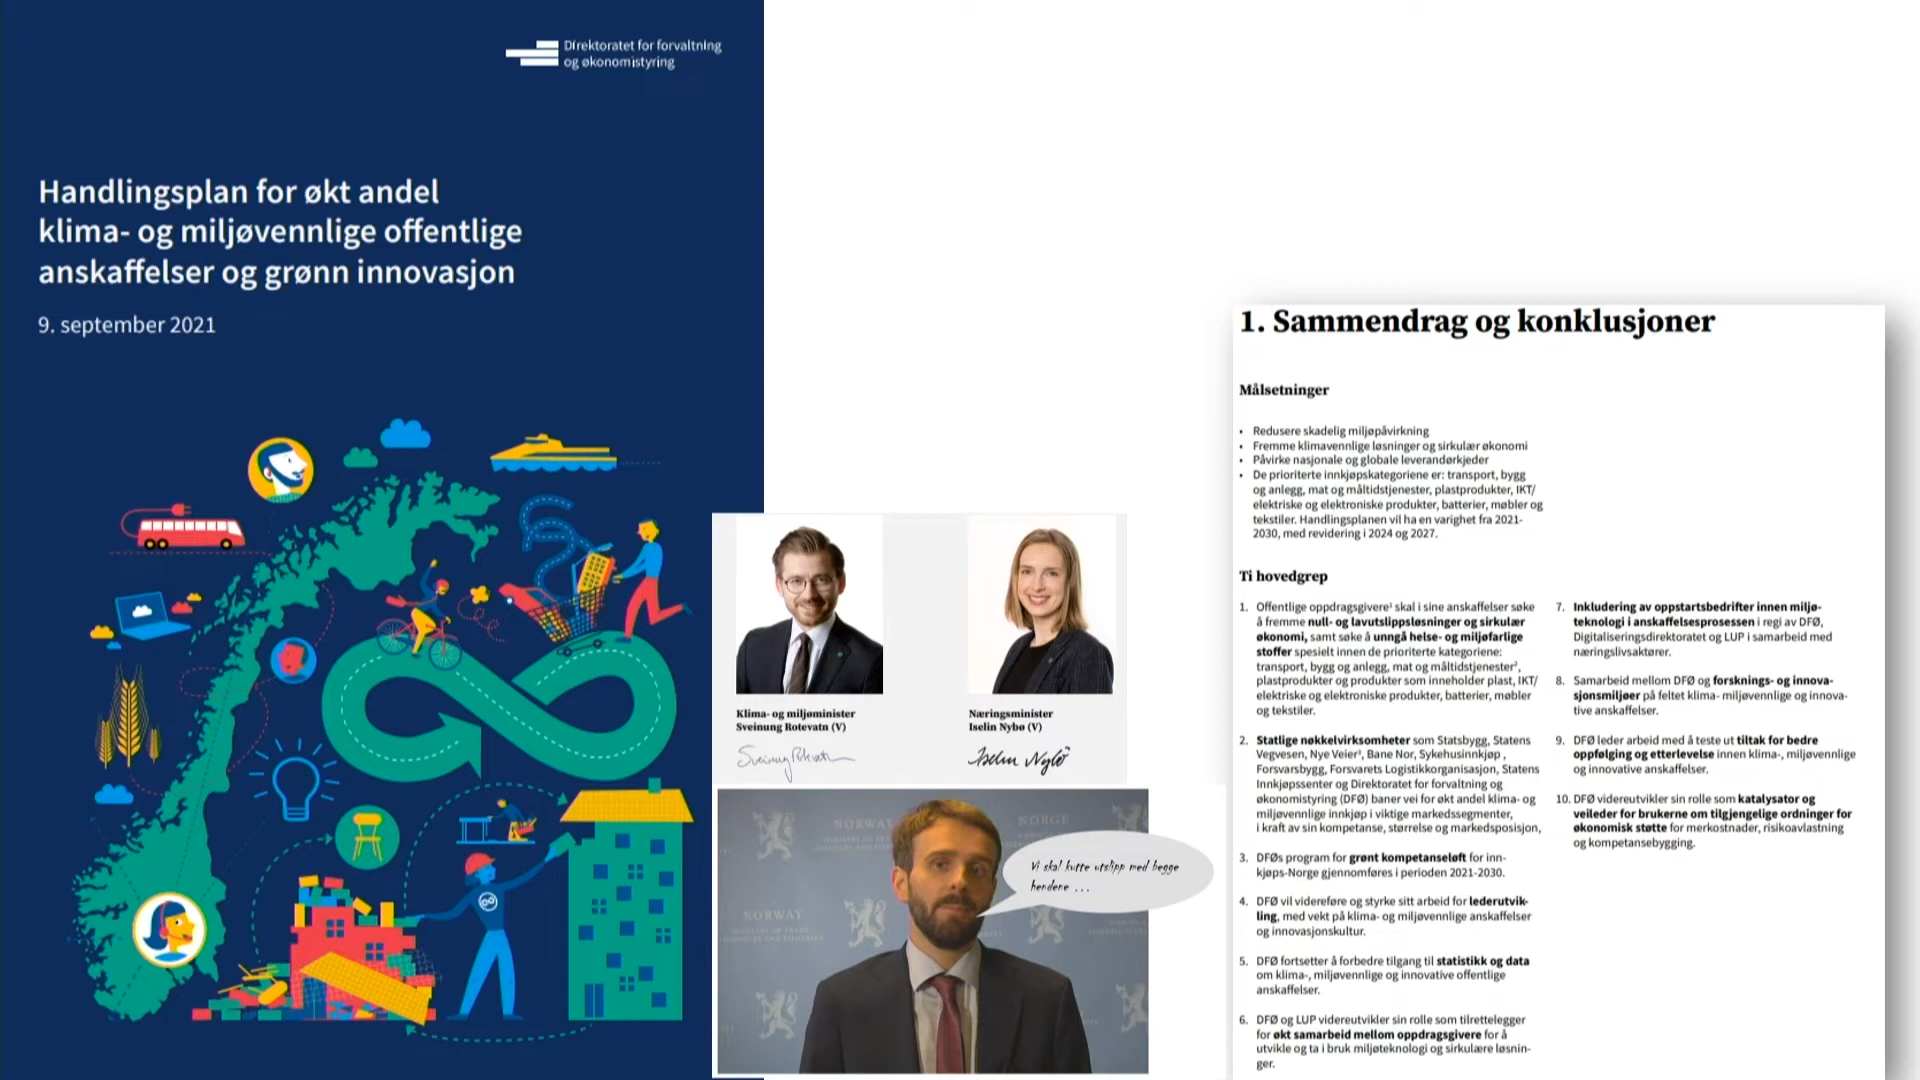 Direktoratet for forvaltning
og økonomistyring
Handlingsplan for økt andel
klima- og miljøvennlige offentlige
anskaffelser og grønn innovasjon
9. september 2021
Klima- og miljøminister
Sveinung Rotevatn (V)
Næringsminister
Iselin Nybø (V)
Sveinung Rotevatn
Iselin Nybø
NORWAY
NORGE
NORWAY
Vi skal kutte utslipp med begge
hendene ...
1. Sammendrag og konklusjoner
Målsetninger
• Redusere skadelig miljøpåvirkning
• Fremme klimavennlige løsninger og sirkulær økonomi
• Påvirke nasjonale og globale leverandørkjeder
• De prioriterte innkjøpskategoriene er: transport, bygg
og anlegg, mat og måltidstjenester, plastprodukter, IKT/
elektriske og elektroniske produkter, batterier, møbler og
tekstiler. Handlingsplanen vil ha en varighet fra 2021-
2030, med revidering i 2024 og 2027.
Ti hovedgrep
1. Offentlige oppdragsgivere¹ skal i sine anskaffelser søke
å fremme null- og lavutslippsløsninger og sirkulær
økonomi, samt søke å unngå helse- og miljøfarlige
stoffer spesielt innen de prioriterte kategoriene:
transport, bygg og anlegg, mat og måltidstjenester²,
plastprodukter og produkter som inneholder plast, IKT/
elektriske og elektroniske produkter, batterier, møbler
og tekstiler.
2. Statlige nøkkelvirksomheter som Statsbygg, Statens
Vegvesen, Nye Veier³, Bane Nor, Sykehusinnkjøp ,
Forsvarsbygg, Forsvarets Logistikkorganisasjon, Statens
Innkjøpssenter og Direktoratet for forvaltning og
økonomistyring (DFØ) baner vei for økt andel klima- og
miljøvennlige innkjøp i viktige markedssegmenter,
i kraft av sin kompetanse, størrelse og markedsposisjon,
3. DFØs program for grønt kompetanseløft for inn-
kjøps-Norge gjennomføres i perioden 2021-2030.
4. DFØ vil videreføre og styrke sitt arbeid for lederutvik-
ling, med vekt på klima- og miljøvennlige anskaffelser
og innovasjonskultur.
5. DFØ fortsetter å forbedre tilgang til statistikk og data
om klima-, miljøvennlige og innovative offentlige
anskaffelser.
6. DFØ og LUP videreutvikler sin rolle som tilrettelegger
for økt samarbeid mellom oppdragsgivere for å
utvikle og ta i bruk miljøteknologi og sirkulære løsnin-
ger.
7. Inkludering av oppstartsbedrifter innen miljø-
teknologi i anskaffelsesprosessen i regi av DFØ,
Digitaliseringsdirektoratet og LUP i samarbeid med
næringslivsaktører.
8. Samarbeid mellom DFØ og forsknings- og innova-
sjonsmiljøer på feltet klima- miljøvennlige og innova-
tive anskaffelser.
9. DFØ leder arbeid med å teste ut tiltak for bedre
oppfølging og etterlevelse innen klima-, miljøvennlige
og innovative anskaffelser.
10. DFØ videreutvikler sin rolle som katalysator og
veileder for brukerne om tilgjengelige ordninger for
økonomisk støtte for merkostnader, risikoavlastning
og kompetansebygging.